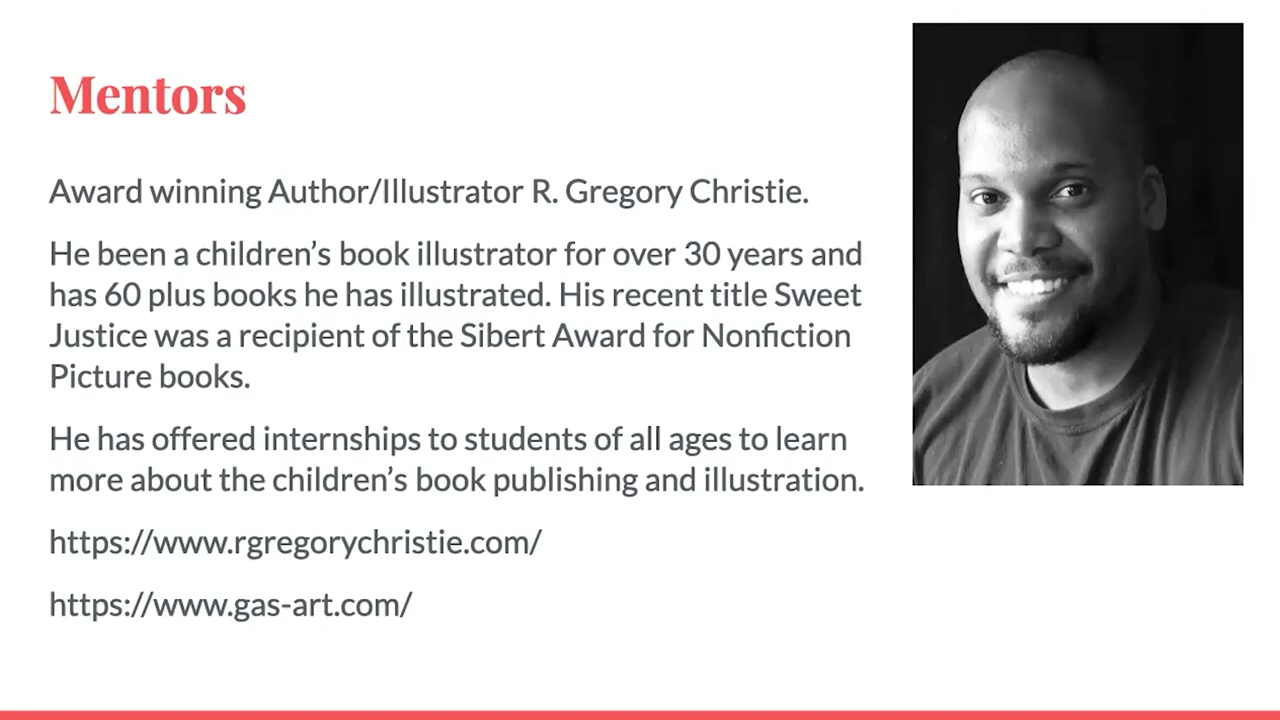 Mentors
Award winning Author/Illustrator R. Gregory Christie.
He been a children’s book illustrator for over 30 years and
has 60 plus books he has illustrated. His recent title Sweet
Justice was a recipient of the Sibert Award for Nonfiction
Picture books.
He has offered internships to students of all ages to learn
more about the children’s book publishing and illustration.
https://www.rgregorychristie.com/
https://www.gas-art.com/